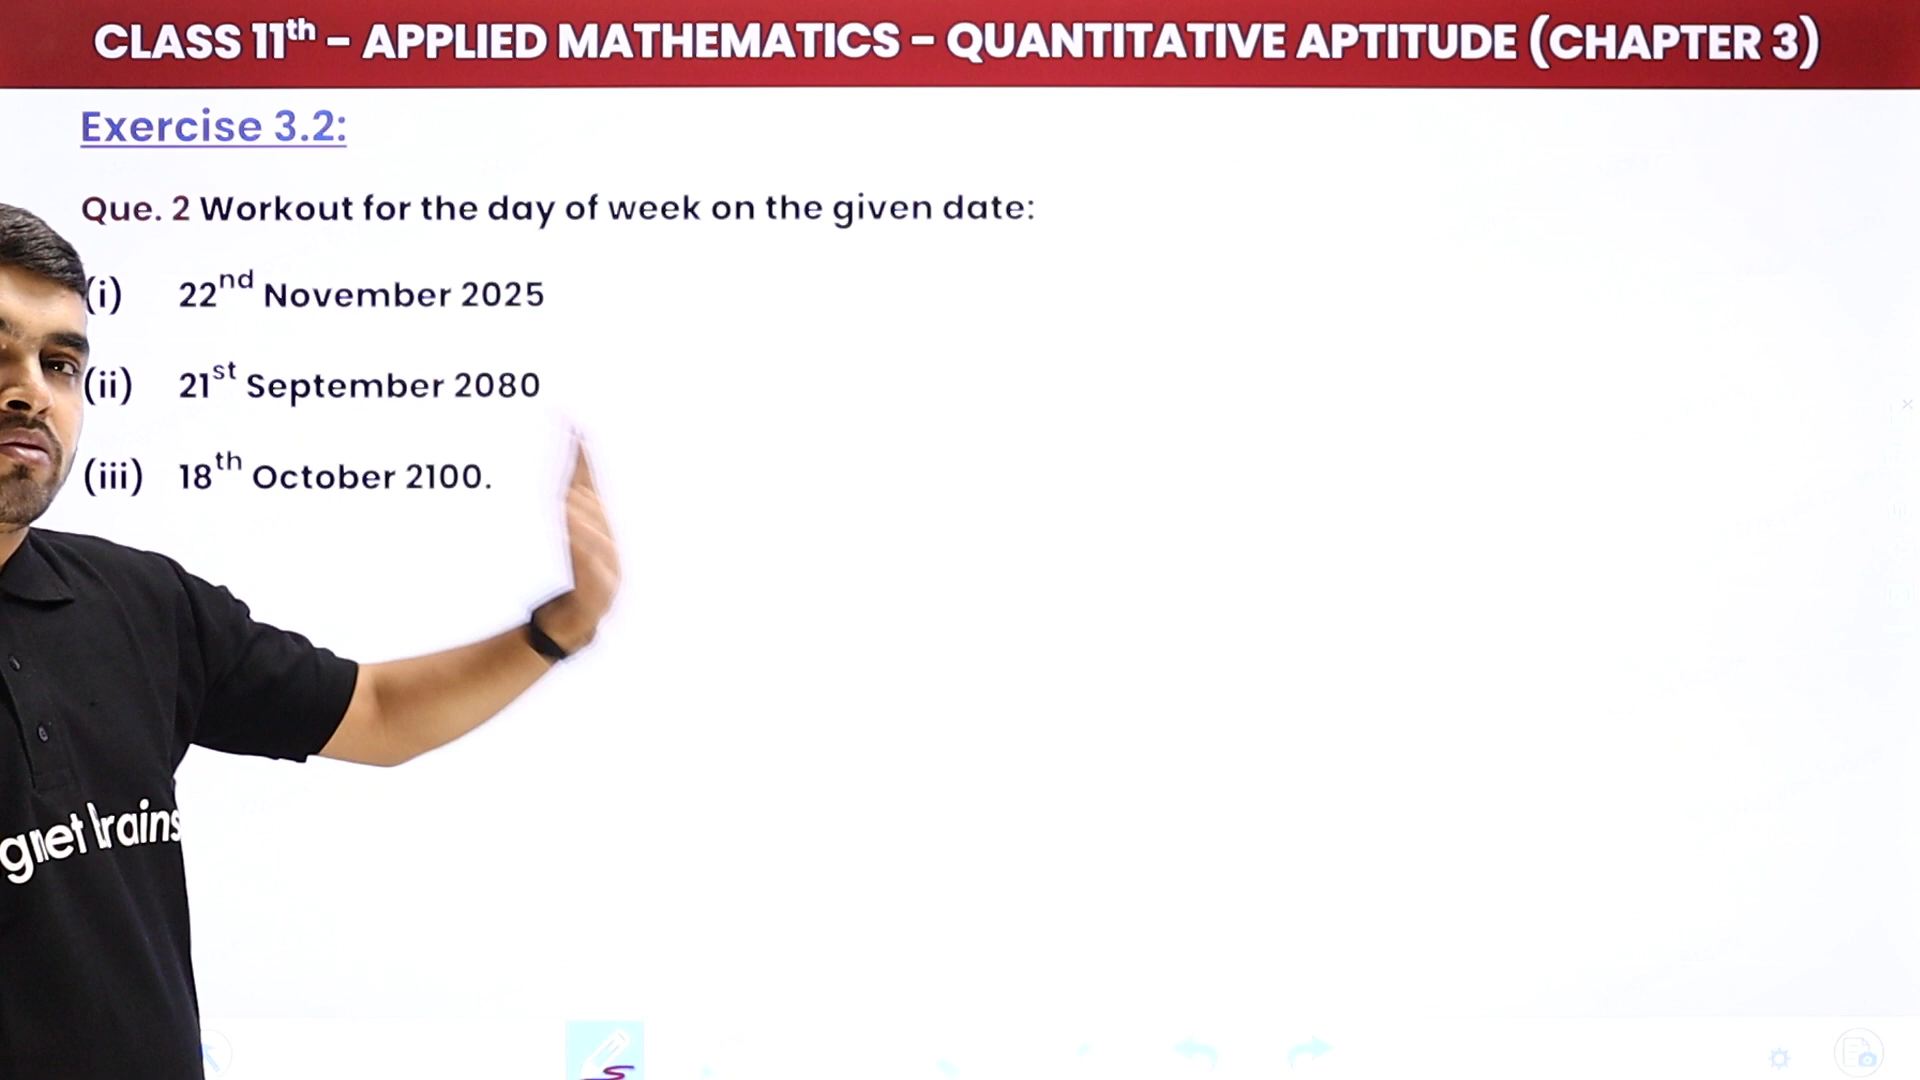 CLASS 11th - APPLIED MATHEMATICS - QUANTITATIVE APTITUDE (CHAPTER 3)
Exercise 3.2:
Que. 2 Workout for the day of week on the given date:
(i) 22nd November 2025
(ii) 21st September 2080
(iii) 18th October 2100.
gnet brains